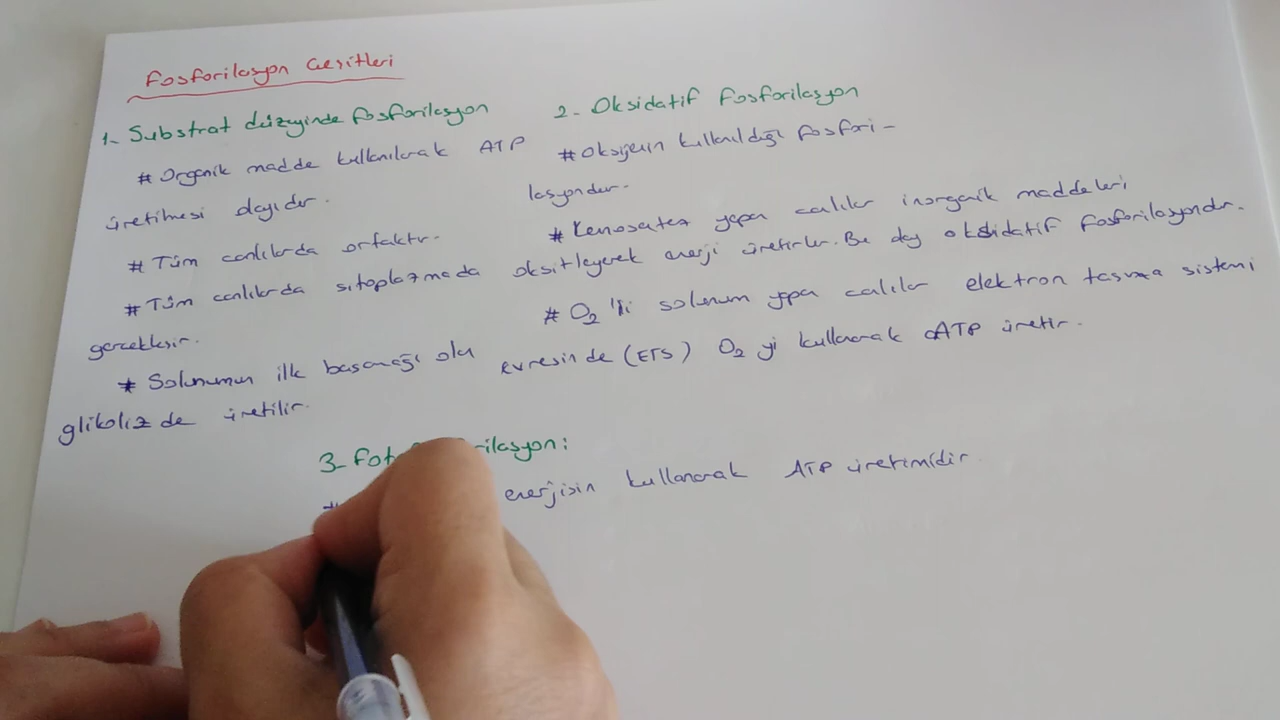 Fosforilasyon Çeşitleri
1- Substrat düzeyinde fosforilasyon
# Organik madde kullanılarak ATP
üretilmesi olayıdır.
# Tüm canlılarda ortaktır.
# Tüm canlılarda sitoplazmada
gerçekleşir.
# Solunumun ilk basamağı olan
glikolizde üretilir.
2- Oksidatif fosforilasyon
# Oksijenin kullanıldığı fosfori-
lasyondur.
# Kemosentez yapan canlılar inorganik maddeleri
oksitleyerek enerji üretirler. Bu olay oksidatif fosforilasyondur.
# O2 'li solunum yapan canlılar elektron taşıma sistemi
evresinde (ETS) O2 yi kullanarak ATP üretir.
3- Fot rilasyon:
# enerjisin kullanarak ATP üretimidir